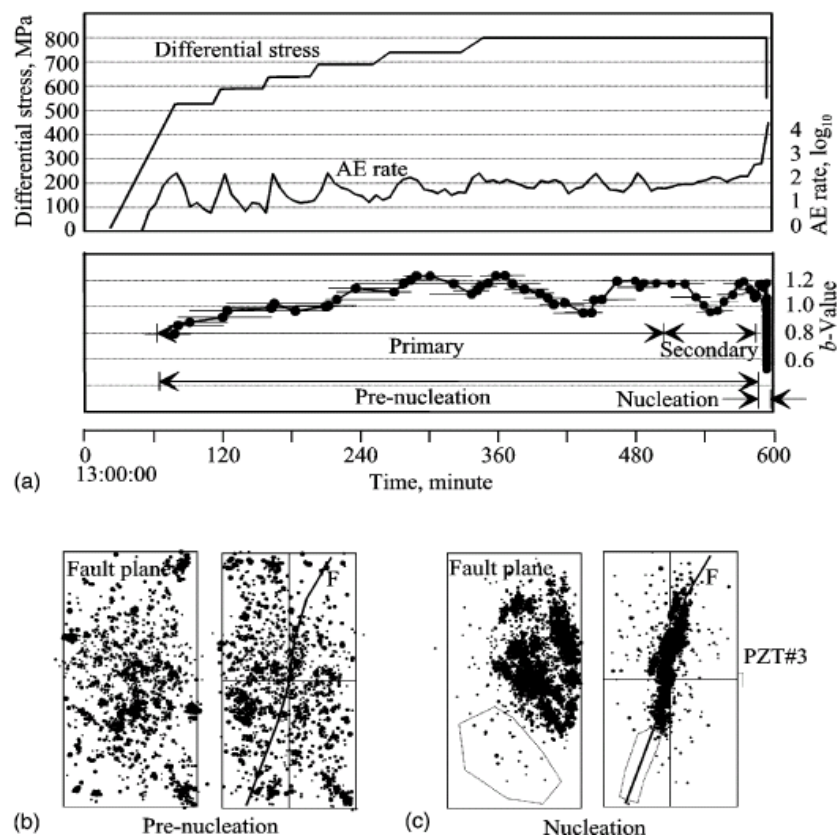 Differential stress, MPa
800
700
600
500
400
300
200
100
0
Differential stress
AE rate
4
3
2
1
0
AE rate, log₁₀
1.2
1.0
0.8
0.6
b-Value
Primary
Secondary
Pre-nucleation
Nucleation
0
120
240
360
480
600
13:00:00
Time, minute
(a)
Fault plane
F
Fault plane
F
PZT#3
(b)
Pre-nucleation
(c)
Nucleation